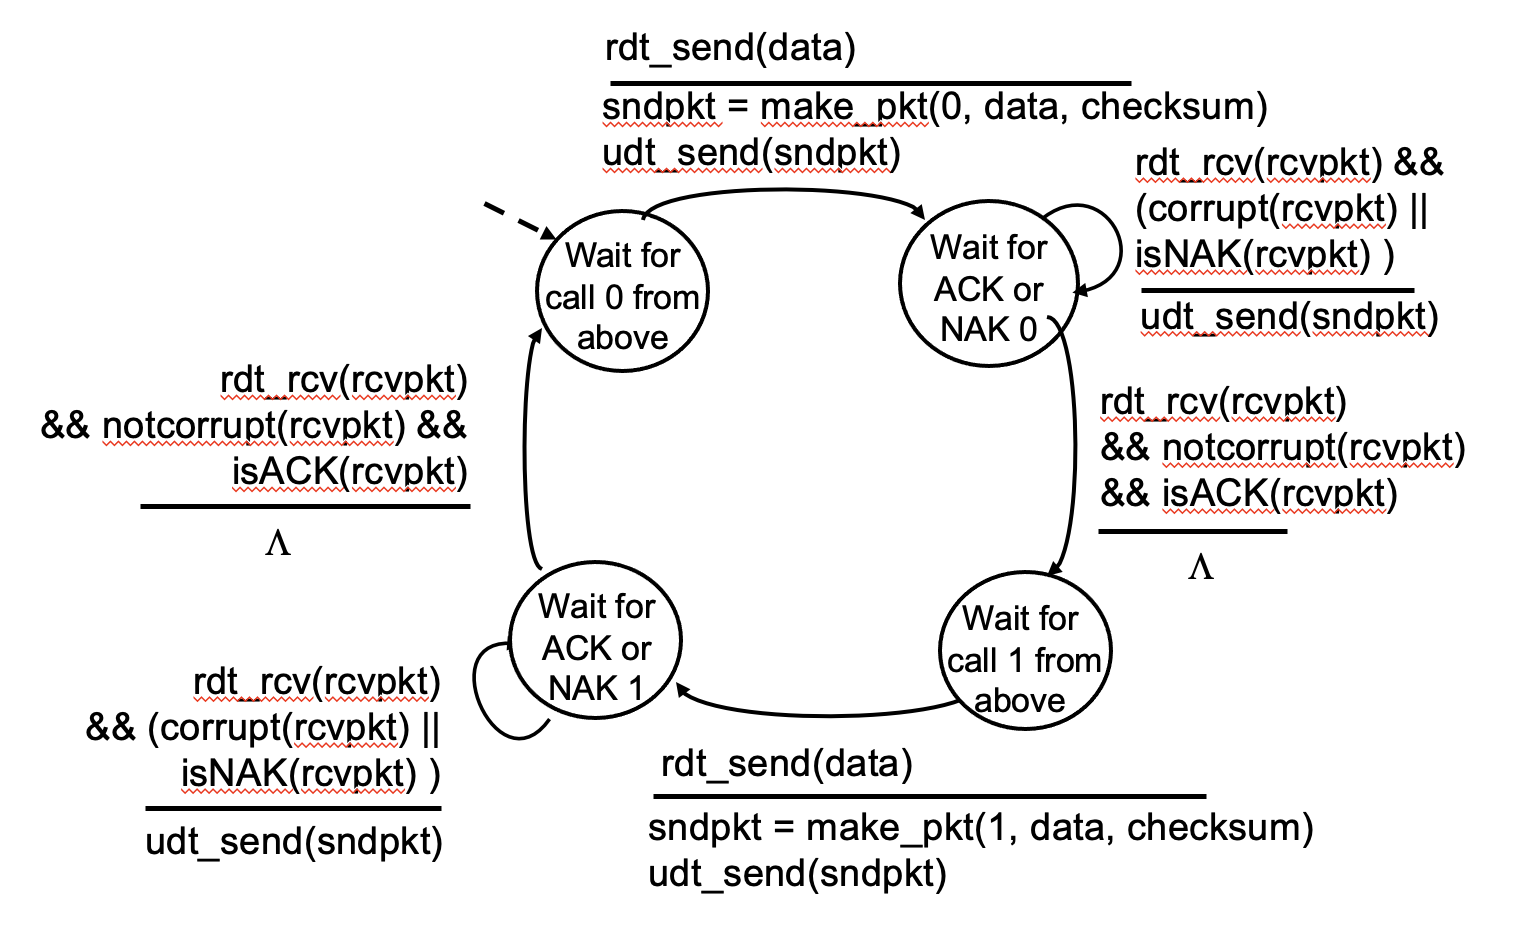 rdt_send(data)
sndpkt = make_pkt(0, data, checksum)
udt_send(sndpkt)
rdt_rcv(rcvpkt) &&
(corrupt(rcvpkt) ||
isNAK(rcvpkt) )
udt_send(sndpkt)
Wait for
call 0 from
above
Wait for
ACK or
NAK 0
rdt_rcv(rcvpkt)
&& notcorrupt(rcvpkt) &&
isACK(rcvpkt)
Λ
rdt_rcv(rcvpkt)
&& notcorrupt(rcvpkt)
&& isACK(rcvpkt)
Λ
Wait for
ACK or
NAK 1
Wait for
call 1 from
above
rdt_rcv(rcvpkt)
&& (corrupt(rcvpkt) ||
isNAK(rcvpkt) )
udt_send(sndpkt)
rdt_send(data)
sndpkt = make_pkt(1, data, checksum)
udt_send(sndpkt)